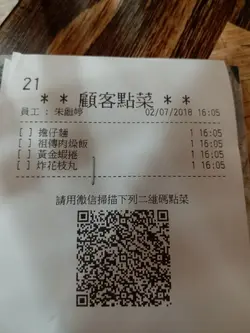 21
* * 顧客點菜 * *
員工 : 朱龅婷 02/07/2018 16:05
[ ] 擔仔麵 1 16:05
[ ] 祖傳肉燥飯 1 16:05
[ ] 黃金蝦捲 1 16:05
[ ] 炸花枝丸 1 16:05
請用微信掃描下列二維碼點菜